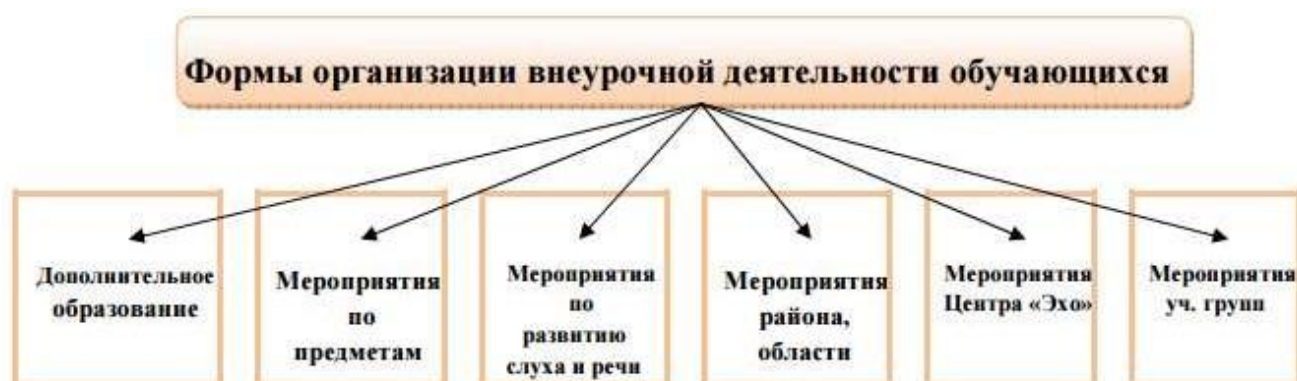 Формы организации внеурочной деятельности обучающихся
Дополнительное
образование
Мероприятия
по
предметам
Мероприятия
по
развитию
слуха и речи
Мероприятия
района,
области
Мероприятия
Центра «Эхо»
Мероприятия
уч. групп